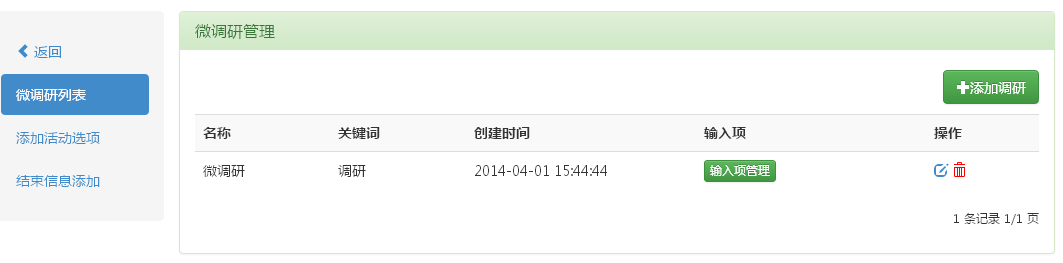 返回
微调研列表
添加活动选项
结束信息添加
微调研管理
添加调研
名称 关键词 创建时间 输入项 操作
微调研 调研 2014-04-01 15:44:44 输入项管理
1 条记录 1/1 页